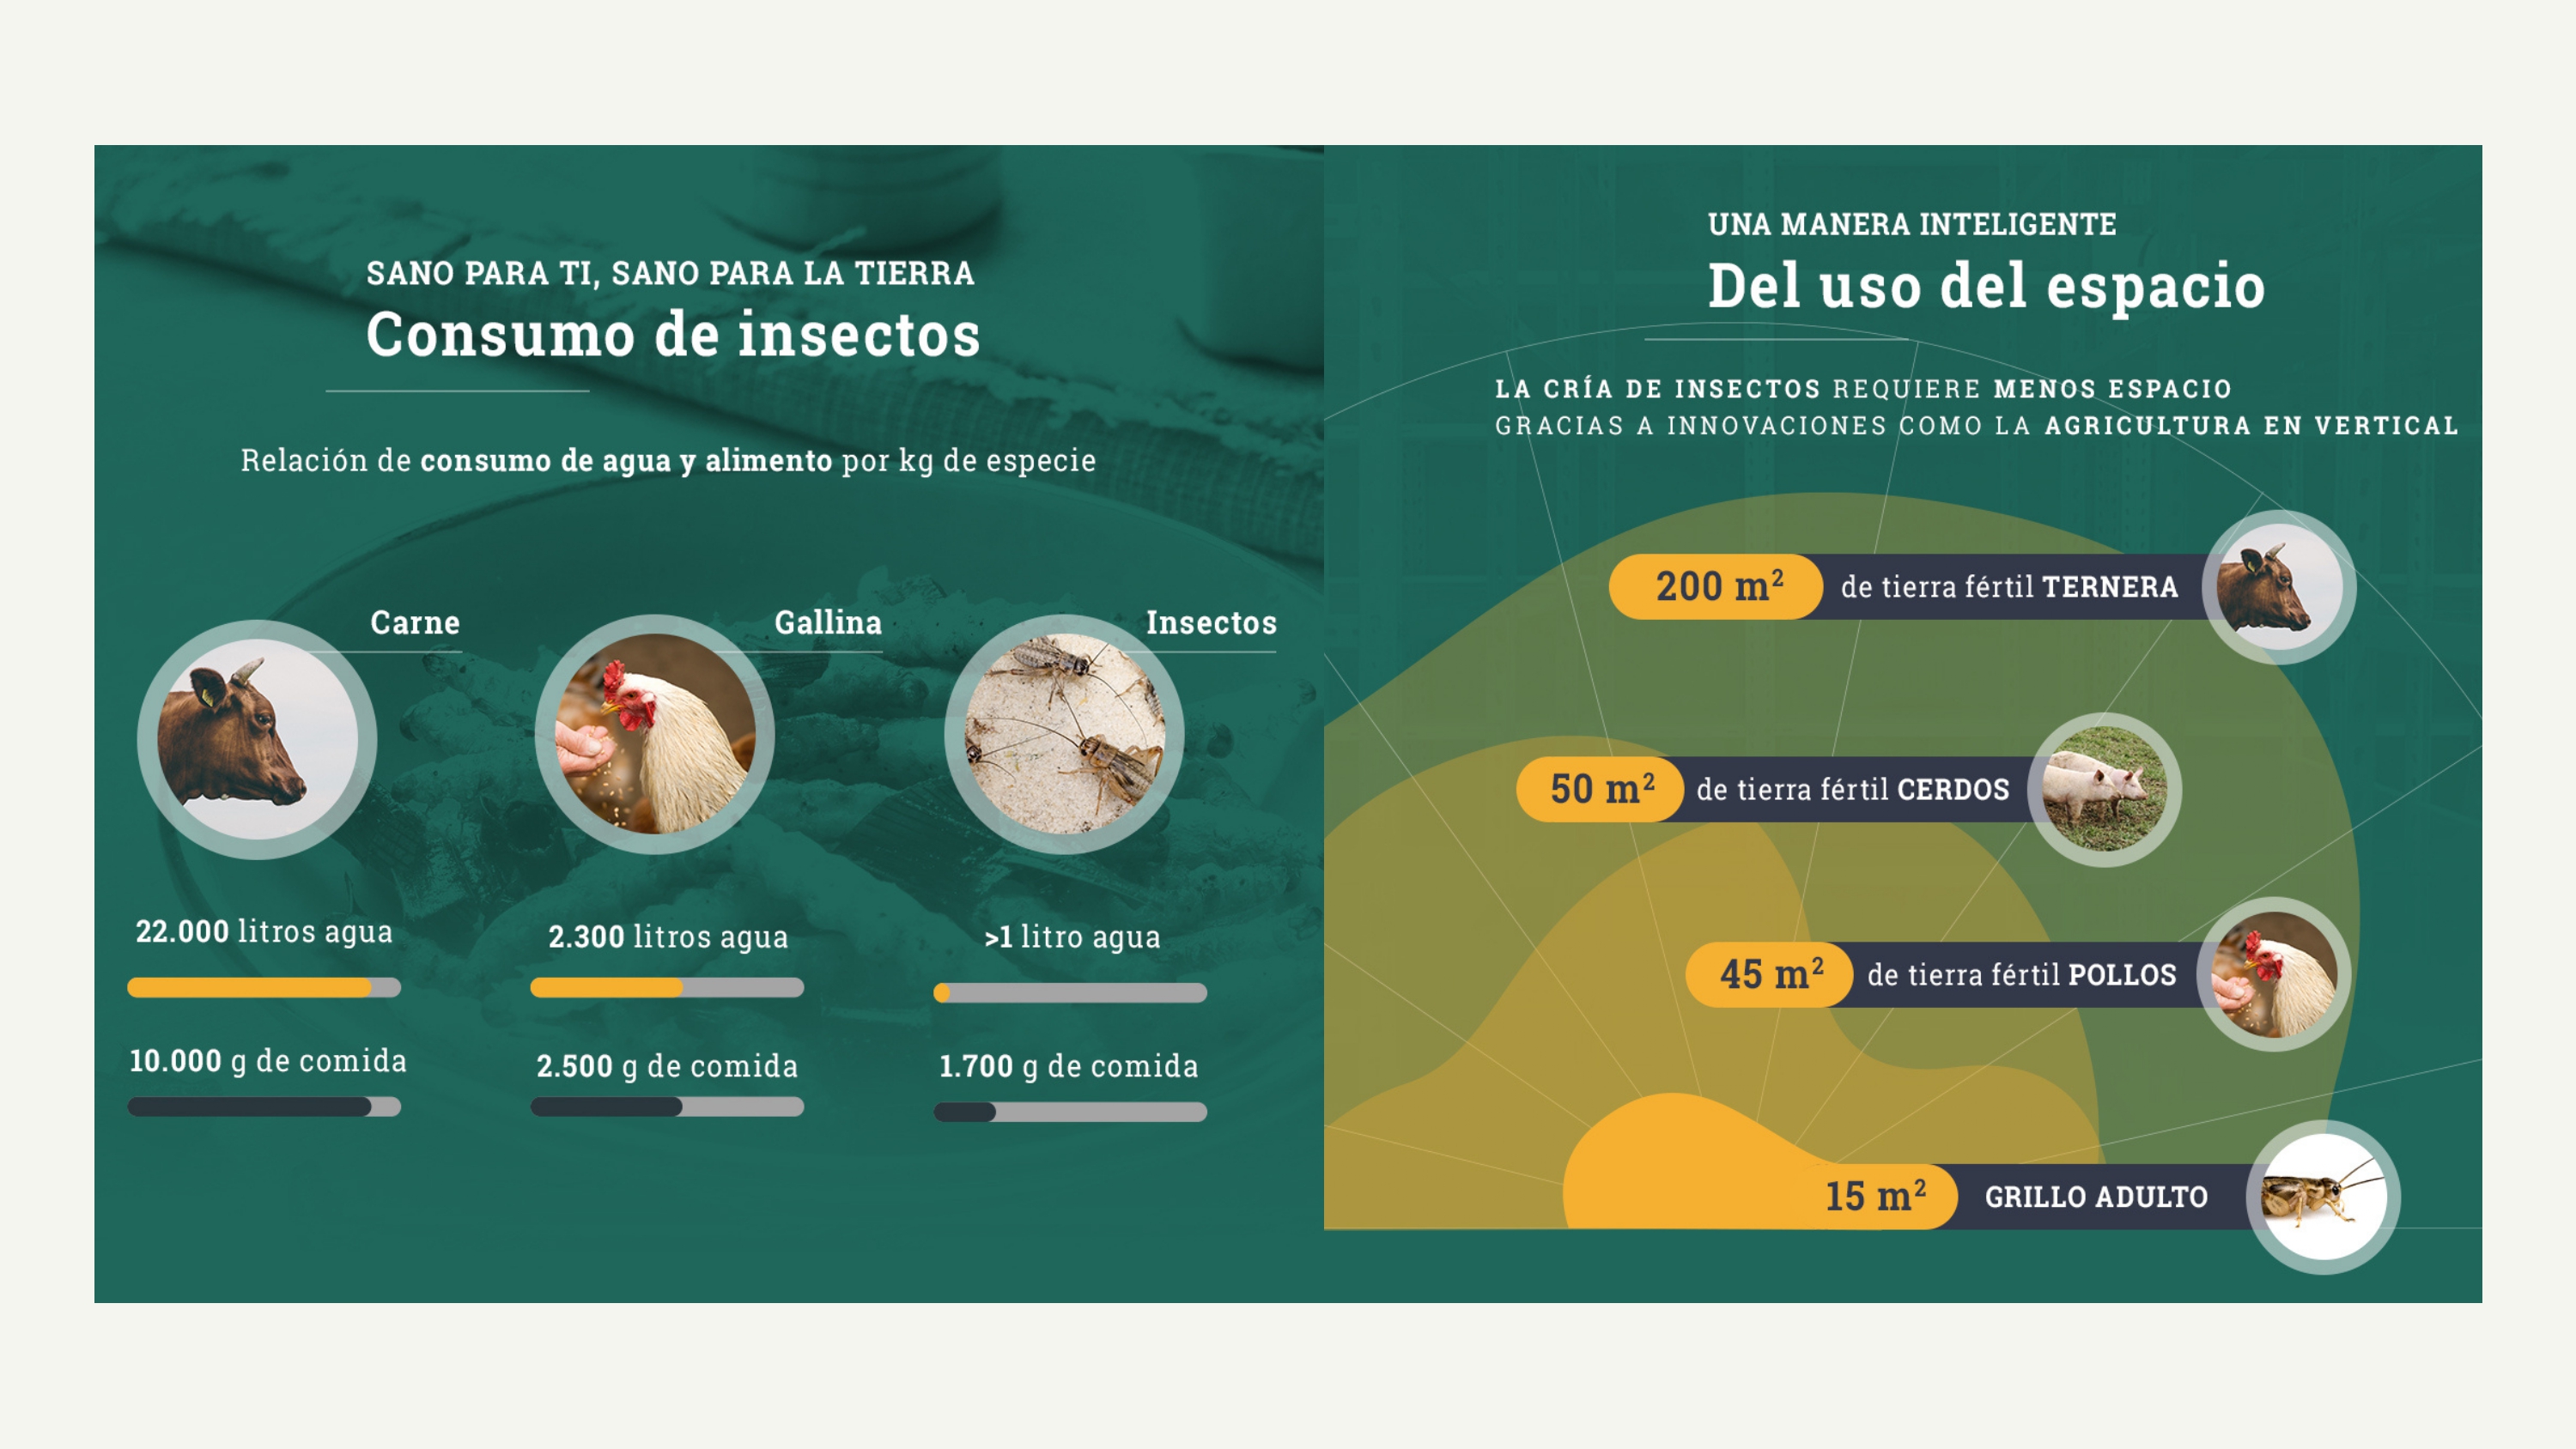 SANO PARA TI, SANO PARA LA TIERRA
Consumo de insectos
Relación de consumo de agua y alimento por kg de especie
Carne
Gallina
Insectos
22.000 litros agua
2.300 litros agua
>1 litro agua
10.000 g de comida
2.500 g de comida
1.700 g de comida
UNA MANERA INTELIGENTE
Del uso del espacio
LA CRÍA DE INSECTOS REQUIERE MENOS ESPACIO
GRACIAS A INNOVACIONES COMO LA AGRICULTURA EN VERTICAL
200 m² de tierra fértil TERNERA
50 m² de tierra fértil CERDOS
45 m² de tierra fértil POLLOS
15 m² GRILLO ADULTO